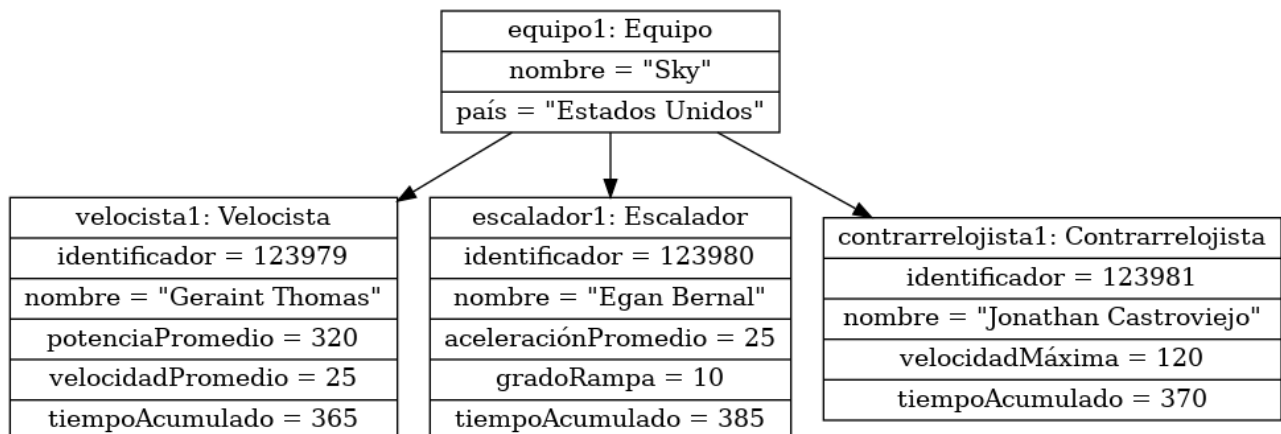 equipo1: Equipo
nombre = "Sky"
país = "Estados Unidos"
velocista1: Velocista
identificador = 123979
nombre = "Geraint Thomas"
potenciaPromedio = 320
velocidadPromedio = 25
tiempoAcumulado = 365
escalador1: Escalador
identificador = 123980
nombre = "Egan Bernal"
aceleraciónPromedio = 25
gradoRampa = 10
tiempoAcumulado = 385
contrarrelojista1: Contrarrelojista
identificador = 123981
nombre = "Jonathan Castroviejo"
velocidadMáxima = 120
tiempoAcumulado = 370